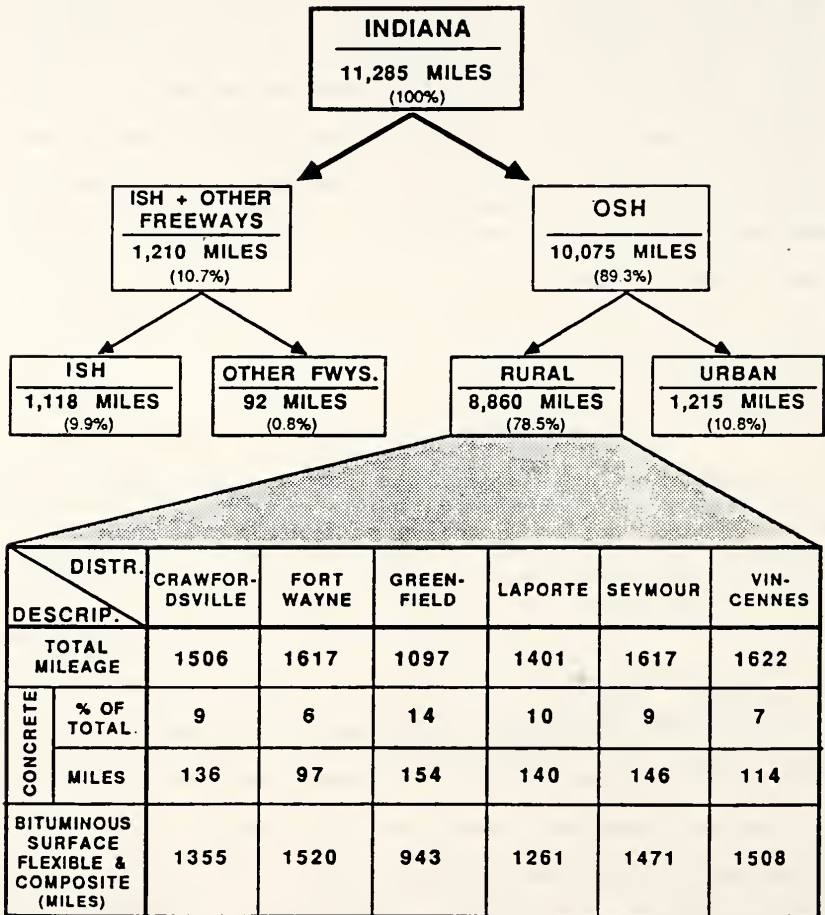 INDIANA
11,285 MILES
(100%)
ISH + OTHER
FREEWAYS
1,210 MILES
(10.7%)
OSH
10,075 MILES
(89.3%)
ISH
1,118 MILES
(9.9%)
OTHER FWYS.
92 MILES
(0.8%)
RURAL
8,860 MILES
(78.5%)
URBAN
1,215 MILES
(10.8%)
DISTR.
DESCRIP.
CRAWFOR-
DSVILLE
FORT
WAYNE
GREEN-
FIELD
LAPORTE
SEYMOUR
VIN-
CENNES
TOTAL
MILEAGE
1506 1617 1097 1401 1617 1622
CONCRETE
% OF
TOTAL.
9 6 14 10 9 7
MILES
136 97 154 140 146 114
BITUMINOUS
SURFACE
FLEXIBLE &
COMPOSITE
(MILES)
1355 1520 943 1261 1471 1508